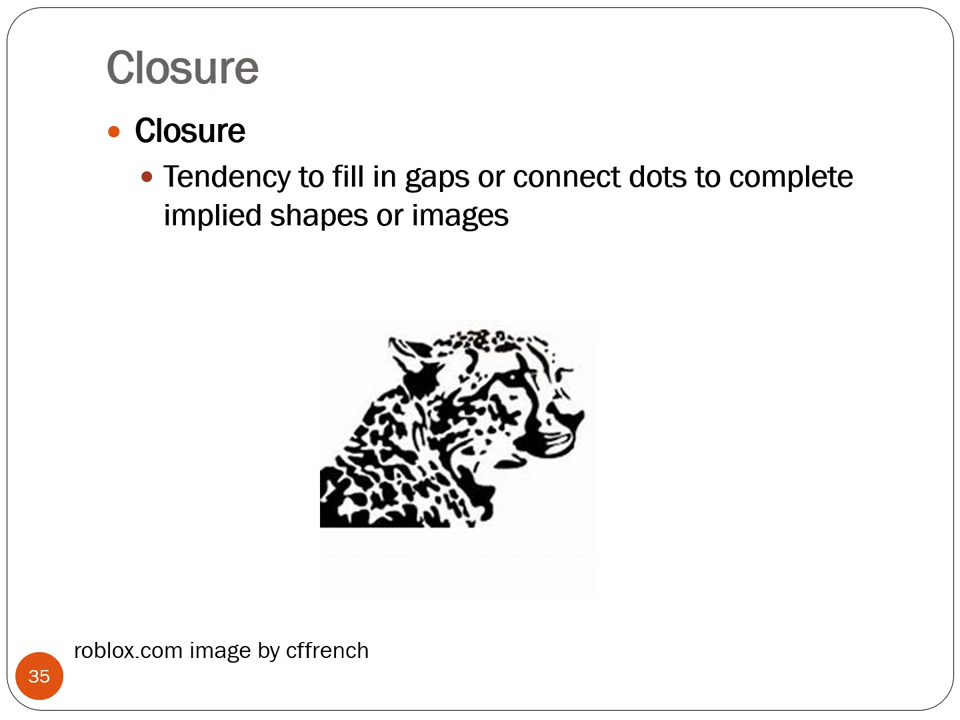 Closure
Closure
Tendency to fill in gaps or connect dots to complete
implied shapes or images
roblox.com image by cffrench
35